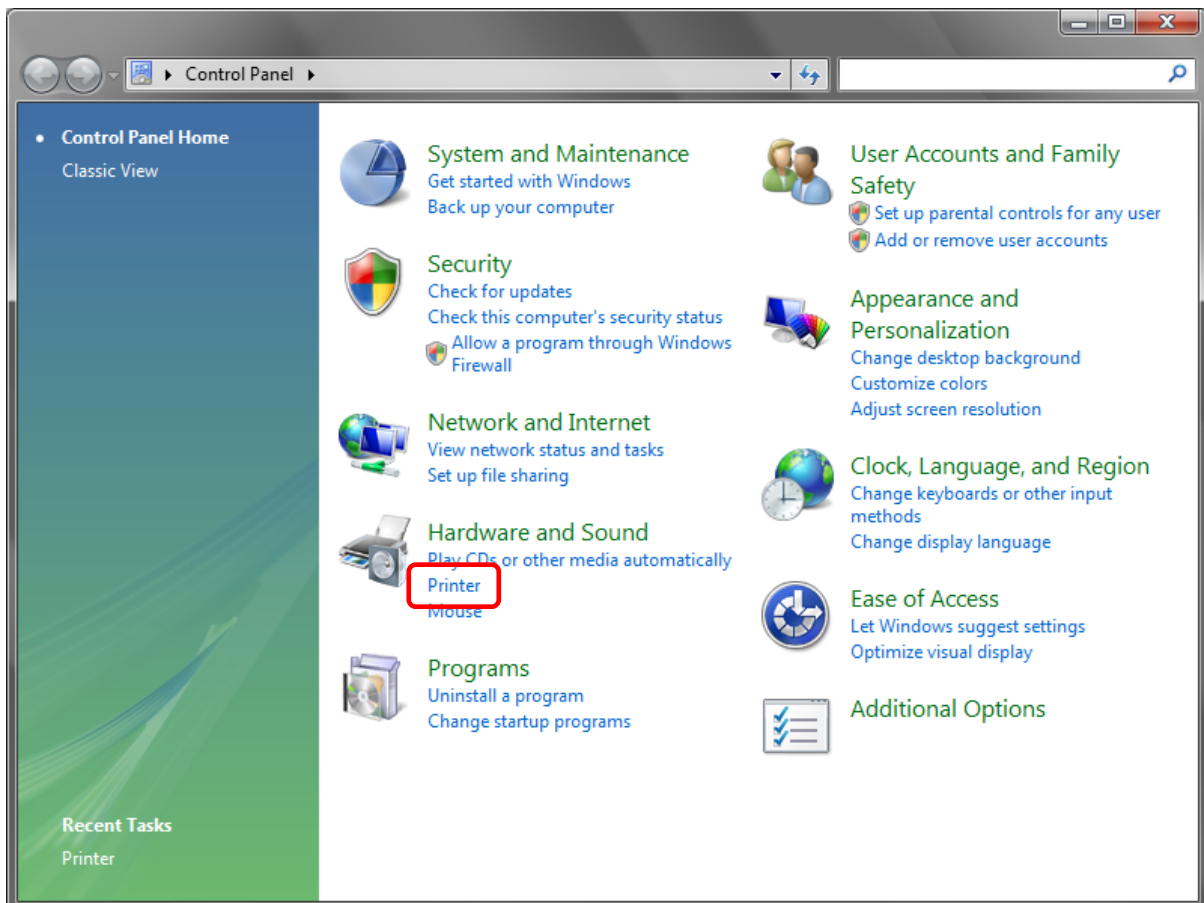 Control Panel
Control Panel Home
Classic View
Recent Tasks
Printer
System and Maintenance
Get started with Windows
Back up your computer
Security
Check for updates
Check this computer's security status
Allow a program through Windows
Firewall
Network and Internet
View network status and tasks
Set up file sharing
Hardware and Sound
Play CDs or other media automatically
Printer
Mouse
Programs
Uninstall a program
Change startup programs
User Accounts and Family
Safety
Set up parental controls for any user
Add or remove user accounts
Appearance and
Personalization
Change desktop background
Customize colors
Adjust screen resolution
Clock, Language, and Region
Change keyboards or other input
methods
Change display language
Ease of Access
Let Windows suggest settings
Optimize visual display
Additional Options